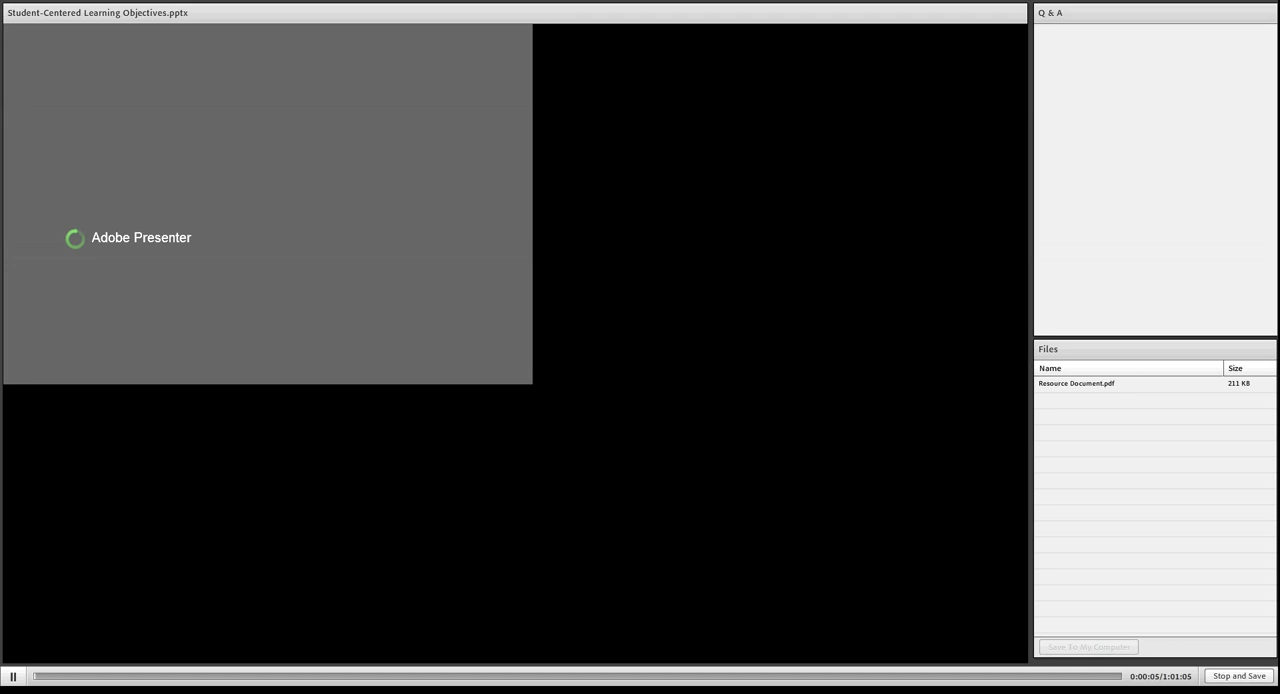 Student-Centered Learning Objectives.pptx
Adobe Presenter
Q & A
Files
Name Size
Resource Document.pdf 211 KB
Save To My Computer
0:00:05/1:01:05 Stop and Save